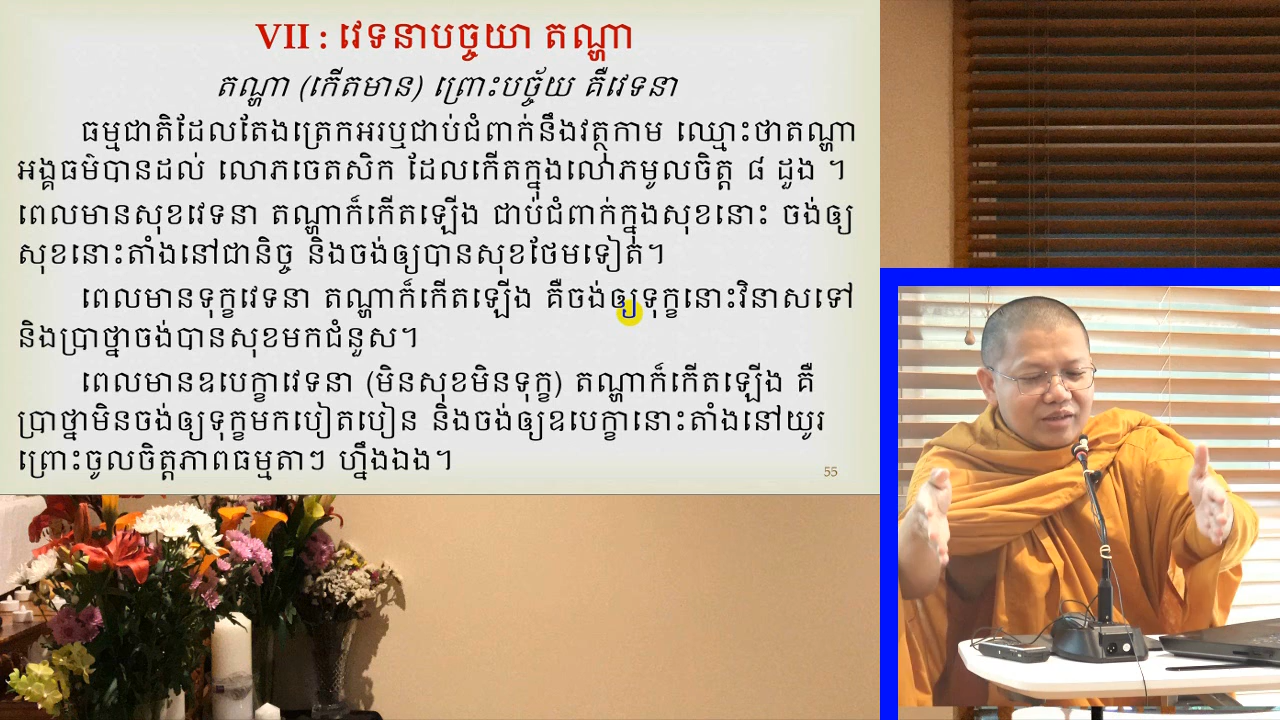 VII : វេទនាបច្ចយា តណ្ហា
តណ្ហា (កើតមាន) ព្រោះបច្ច័យ គឺវេទនា
ធម្មជាតិដែលតែងត្រេកអរឬជាប់ជំពាក់នឹងវត្ថុកាម ឈ្មោះថាតណ្ហា
អង្គធម៌បានដល់ លោភចេតសិក ដែលកើតក្នុងលោភមូលចិត្ត ៨ ដួង ។
ពេលមានសុខវេទនា តណ្ហាក៏កើតឡើង ជាប់ជំពាក់ក្នុងសុខនោះ ចង់ឲ្យ
សុខនោះតាំងនៅជានិច្ច និងចង់ឲ្យបានសុខថែមទៀត។
ពេលមានទុក្ខវេទនា តណ្ហាក៏កើតឡើង គឺចង់ឲ្យទុក្ខនោះវិនាសទៅ
និងប្រាថ្នាចង់បានសុខមកជំនួស។
ពេលមានឧបេក្ខាវេទនា (មិនសុខមិនទុក្ខ) តណ្ហាក៏កើតឡើង គឺ
ប្រាថ្នាមិនចង់ឲ្យទុក្ខមកបៀតបៀន និងចង់ឲ្យឧបេក្ខានោះតាំងនៅយូរ
ព្រោះចូលចិត្តភាពធម្មតាៗ ហ្នឹងឯង។
55